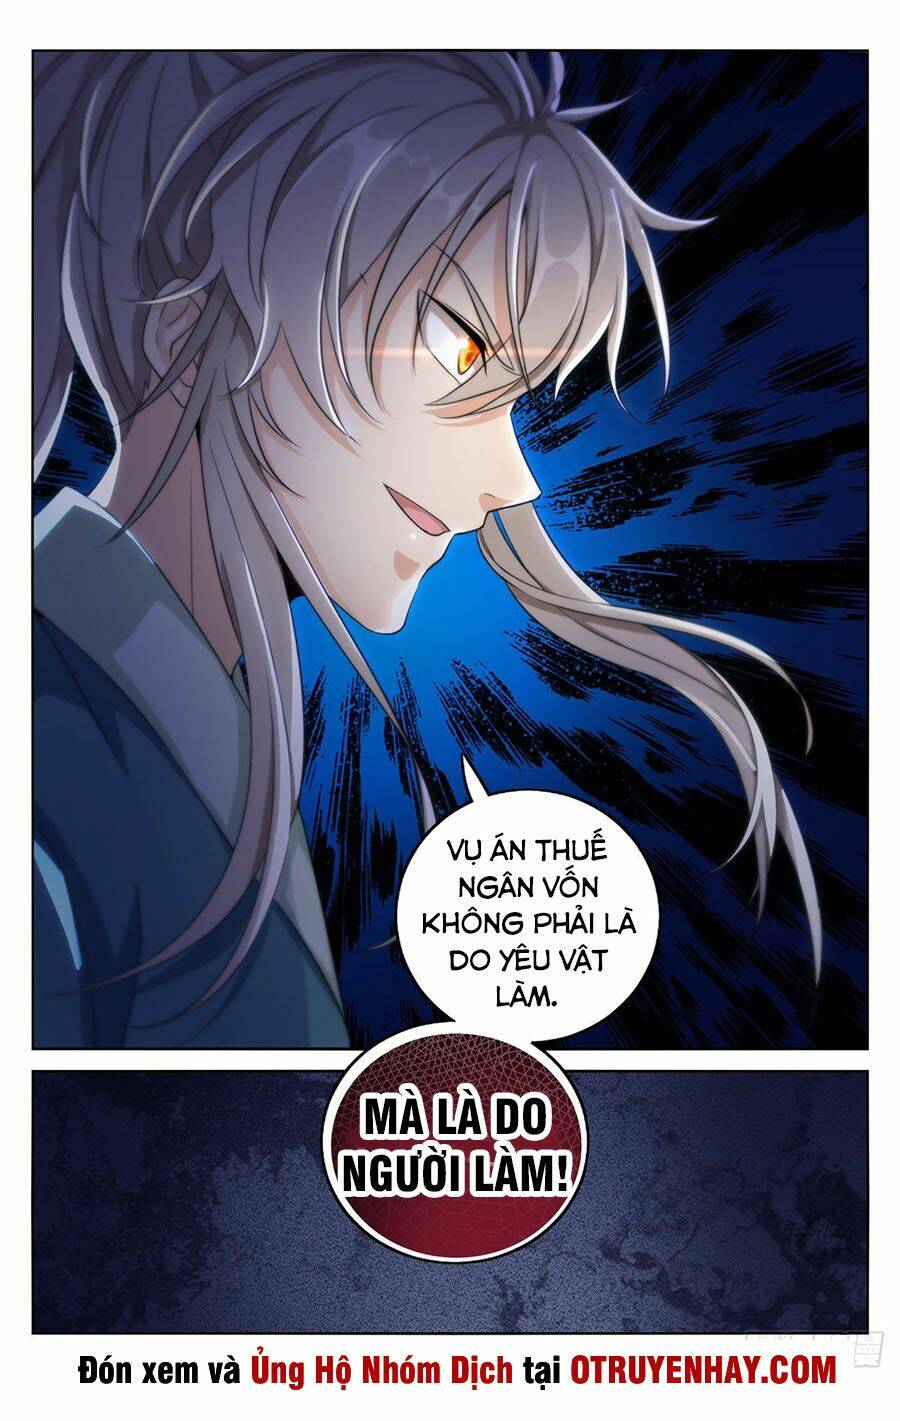 VỤ ÁN THUẾ
NGÂN VỐN
KHÔNG PHẢI LÀ
DO YÊU VẬT
LÀM.
MÀ LÀ DO
NGƯỜI LÀM!
Đón xem và Ủng Hộ Nhóm Dịch tại OTRUYENHAY.COM